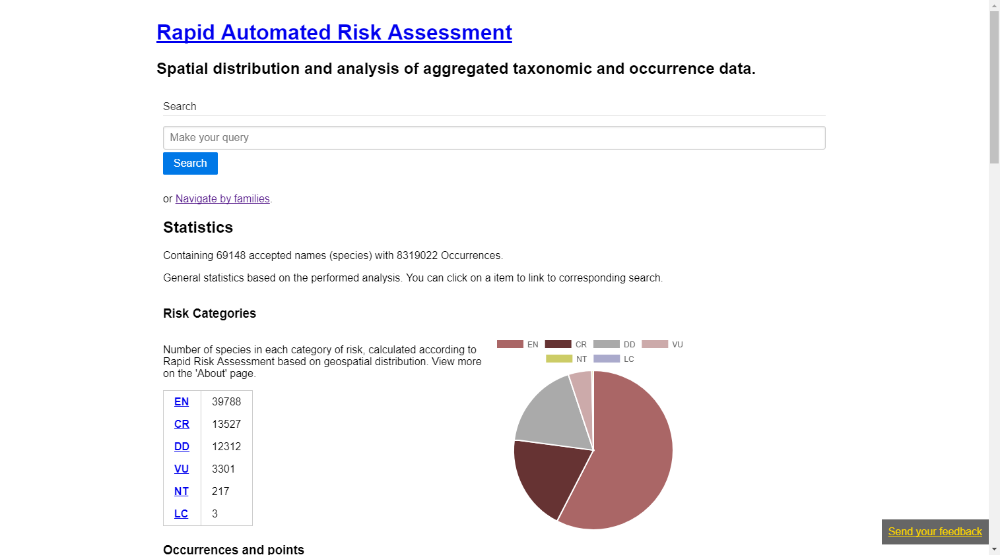 Rapid Automated Risk Assessment
Spatial distribution and analysis of aggregated taxonomic and occurrence data.
Search
Make your query
Search
or Navigate by families.
Statistics
Containing 69148 accepted names (species) with 8319022 Occurrences.
General statistics based on the performed analysis. You can click on a item to link to corresponding search.
Risk Categories
Number of species in each category of risk, calculated according to
Rapid Risk Assessment based on geospatial distribution. View more
on the 'About' page.
EN 39788
CR 13527
DD 12312
VU 3301
NT 217
LC 3
EN CR DD VU
NT LC
Send your feedback
Occurrences and points